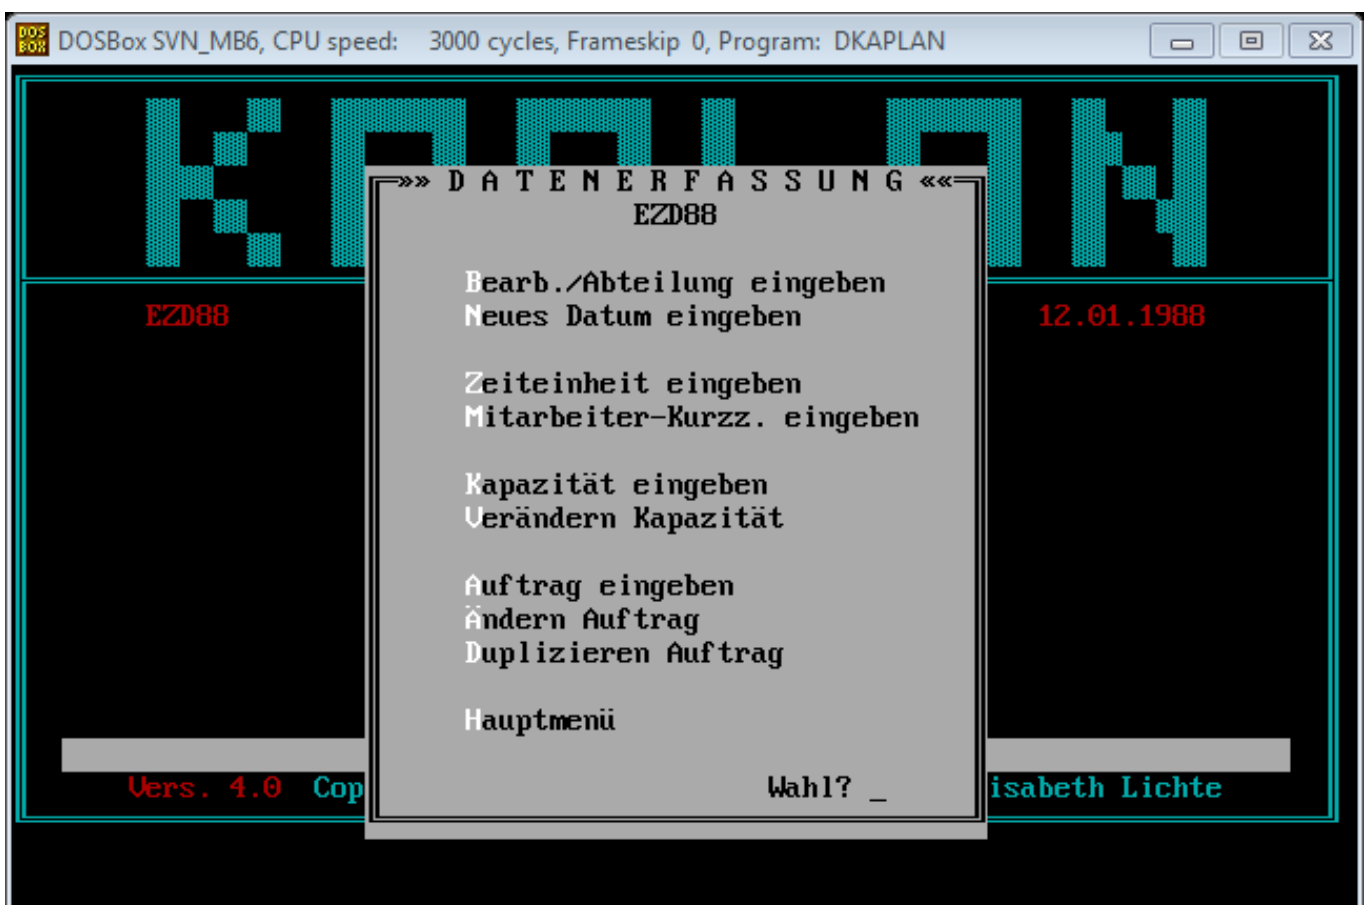 DOSBox SVN_MB6, CPU speed: 3000 cycles, Frameskip 0, Program: DKAPLAN
»» D A T E N E R F A S S U N G ««
EZD88
Bearb./Abteilung eingeben
Neues Datum eingeben
EZD88
12.01.1988
Zeiteinheit eingeben
Mitarbeiter-Kurzz. eingeben
Kapazität eingeben
Verändern Kapazität
Auftrag eingeben
Ändern Auftrag
Duplizieren Auftrag
Hauptmenü
Wahl? _
Vers. 4.0 Cop
isabeth Lichte